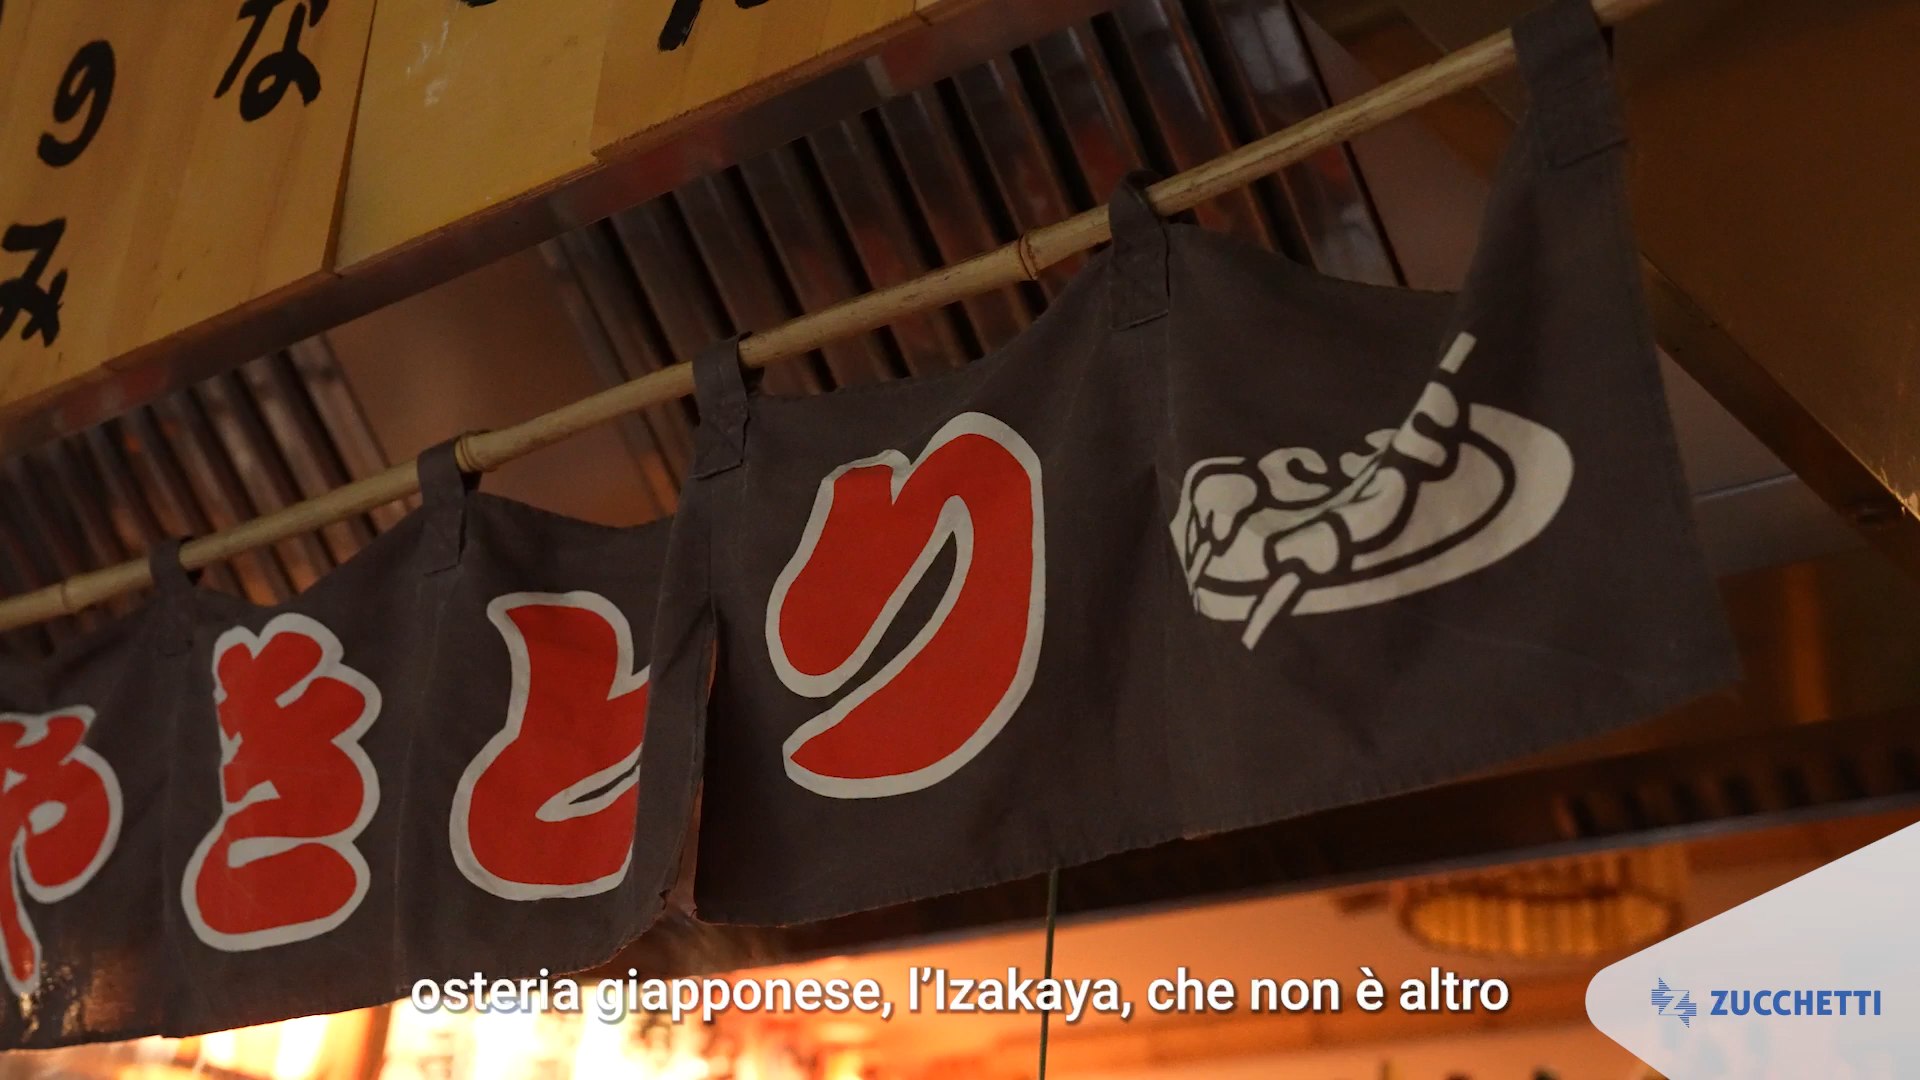 な
り
み
やきとり
osteria giapponese, l’Izakaya, che non è altro
ZUCCHETTI